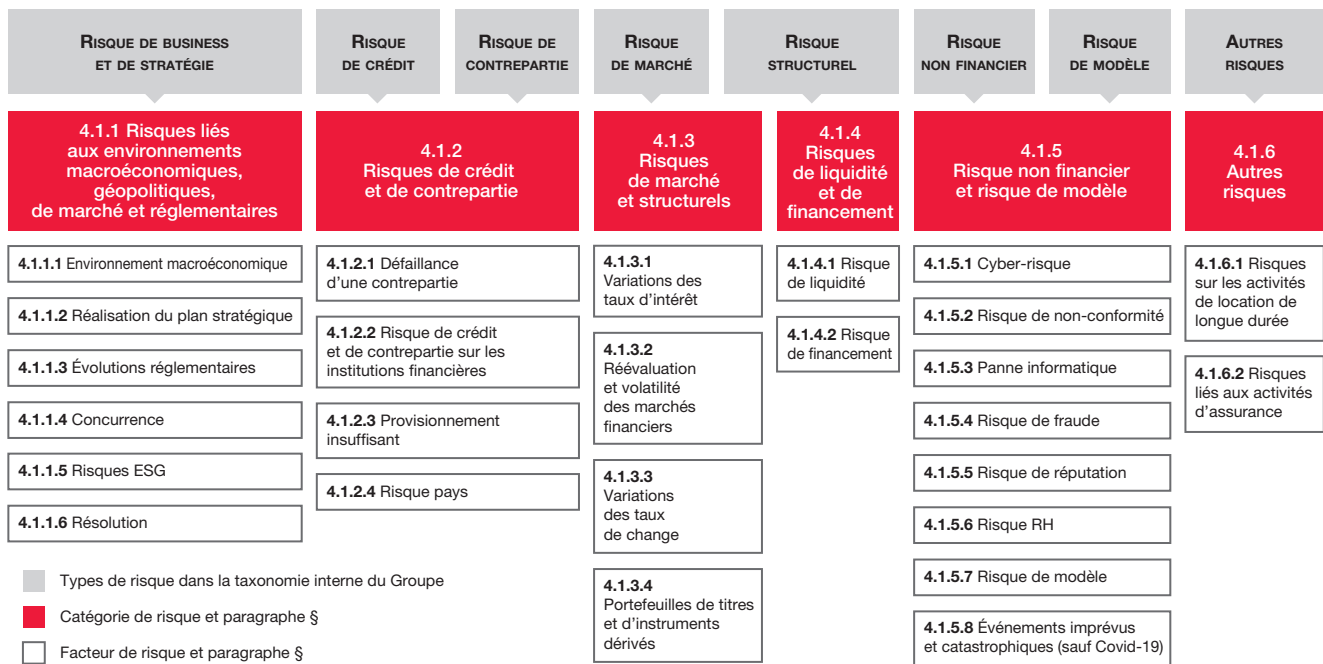 RISQUE DE BUSINESS
ET DE STRATÉGIE
RISQUE
DE CRÉDIT
RISQUE DE
CONTREPARTIE
RISQUE
DE MARCHÉ
RISQUE
STRUCTUREL
RISQUE
NON FINANCIER
RISQUE
DE MODÈLE
AUTRES
RISQUES
4.1.1 Risques liés
aux environnements
macroéconomiques,
géopolitiques,
de marché et réglementaires
4.1.2
Risques de crédit
et de contrepartie
4.1.3
Risques
de marché
et structurels
4.1.4
Risques
de liquidité
et de
financement
4.1.5
Risque non financier
et risque de modèle
4.1.6
Autres
risques
4.1.1.1 Environnement macroéconomique
4.1.1.2 Réalisation du plan stratégique
4.1.1.3 Évolutions réglementaires
4.1.1.4 Concurrence
4.1.1.5 Risques ESG
4.1.1.6 Résolution
4.1.2.1 Défaillance
d'une contrepartie
4.1.2.2 Risque de crédit
et de contrepartie sur les
institutions financières
4.1.2.3 Provisionnement
insuffisant
4.1.2.4 Risque pays
4.1.3.1
Variations des
taux d'intérêt
4.1.3.2
Réévaluation
et volatilité
des marchés
financiers
4.1.3.3
Variations
des taux
de change
4.1.3.4
Portefeuilles de titres
et d'instruments
dérivés
4.1.4.1 Risque
de liquidité
4.1.4.2 Risque
de financement
4.1.5.1 Cyber-risque
4.1.5.2 Risque de non-conformité
4.1.5.3 Panne informatique
4.1.5.4 Risque de fraude
4.1.5.5 Risque de réputation
4.1.5.6 Risque RH
4.1.5.7 Risque de modèle
4.1.5.8 Événements imprévus
et catastrophiques (sauf Covid-19)
4.1.6.1 Risques
sur les activités
de location de
longue durée
4.1.6.2 Risques
liés aux activités
d'assurance
Types de risque dans la taxonomie interne du Groupe
Catégorie de risque et paragraphe §
Facteur de risque et paragraphe §